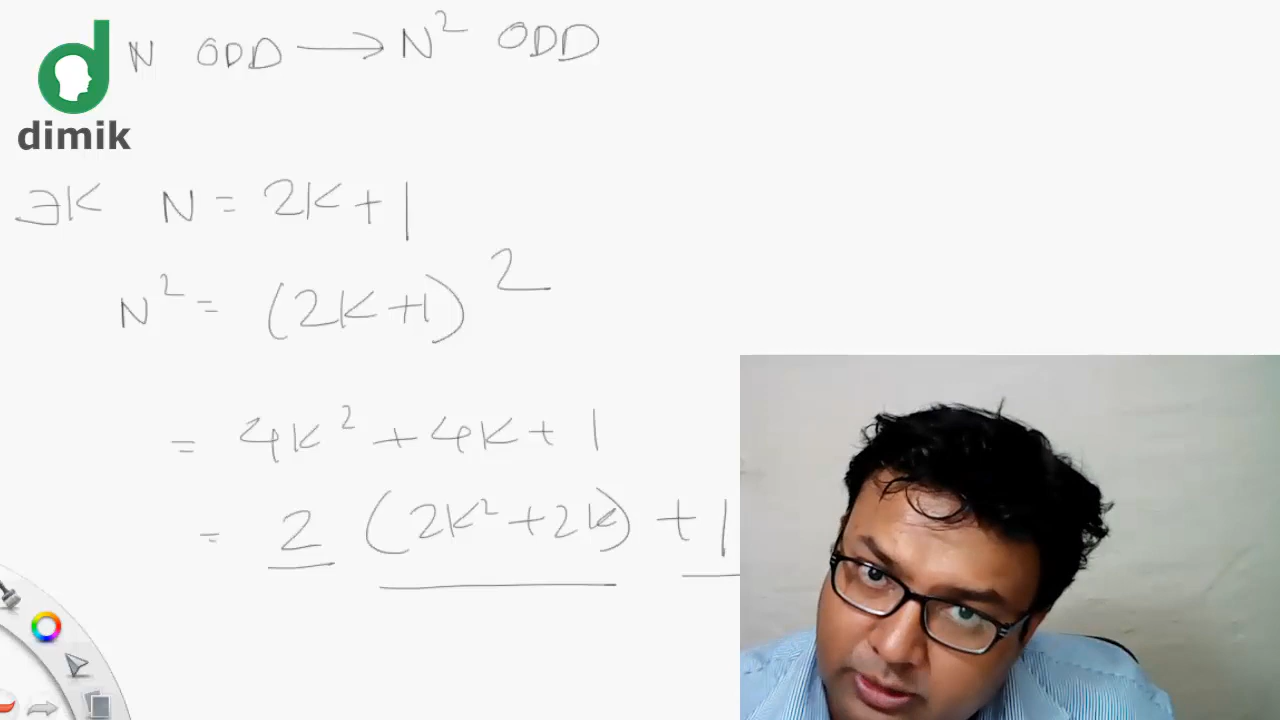 N ODD → N² ODD
dimik
∃K N = 2K + 1
N² = (2K+1)²
= 4K² + 4K + 1
= 2 (2K² + 2K) + 1